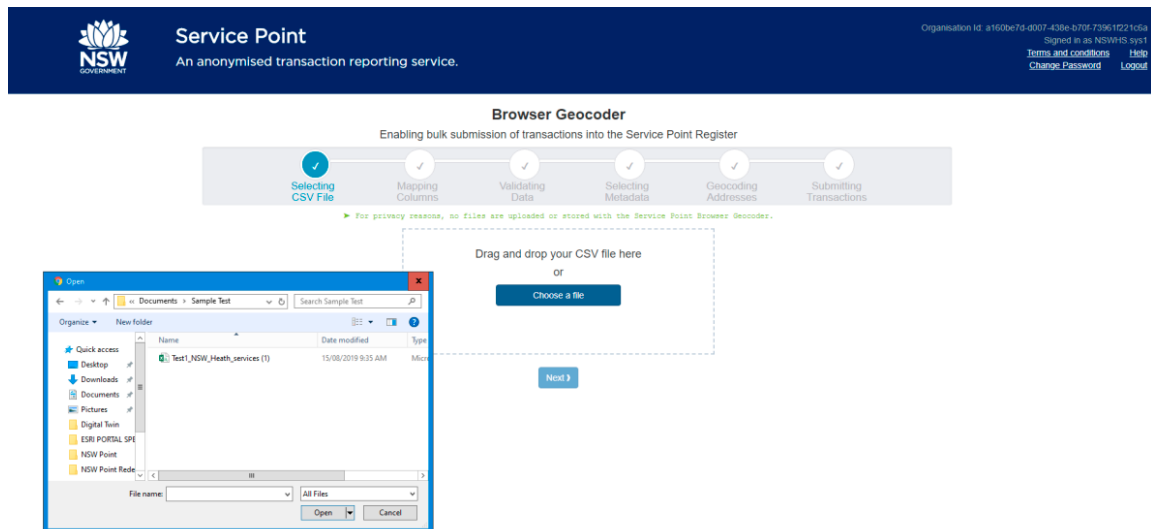 NSW
GOVERNMENT
Service Point
An anonymised transaction reporting service.
Organisation Id: a160be7d-d007-438e-b70f-73961f221c6a
Signed in as NSWHS.sys1
Terms and conditions Help
Change Password Logout
Browser Geocoder
Enabling bulk submission of transactions into the Service Point Register
Selecting CSV File
Mapping Columns
Validating Data
Selecting Metadata
Geocoding Addresses
Submitting Transactions
► For privacy reasons, no files are uploaded or stored with the Service Point Browser Geocoder.
Drag and drop your CSV file here
or
Choose a file
Next ❯
Open
« Documents > Sample Test
Search Sample Test
Organize New folder
Name Date modified Type
Quick access
Desktop
Downloads
Documents
Pictures
Digital Twin
ESRI PORTAL SPE
NSW Point
NSW Point Rede
Test1_NSW_Heath_services (1) 15/08/2019 9:35 AM Micr
File name: All Files
Open Cancel